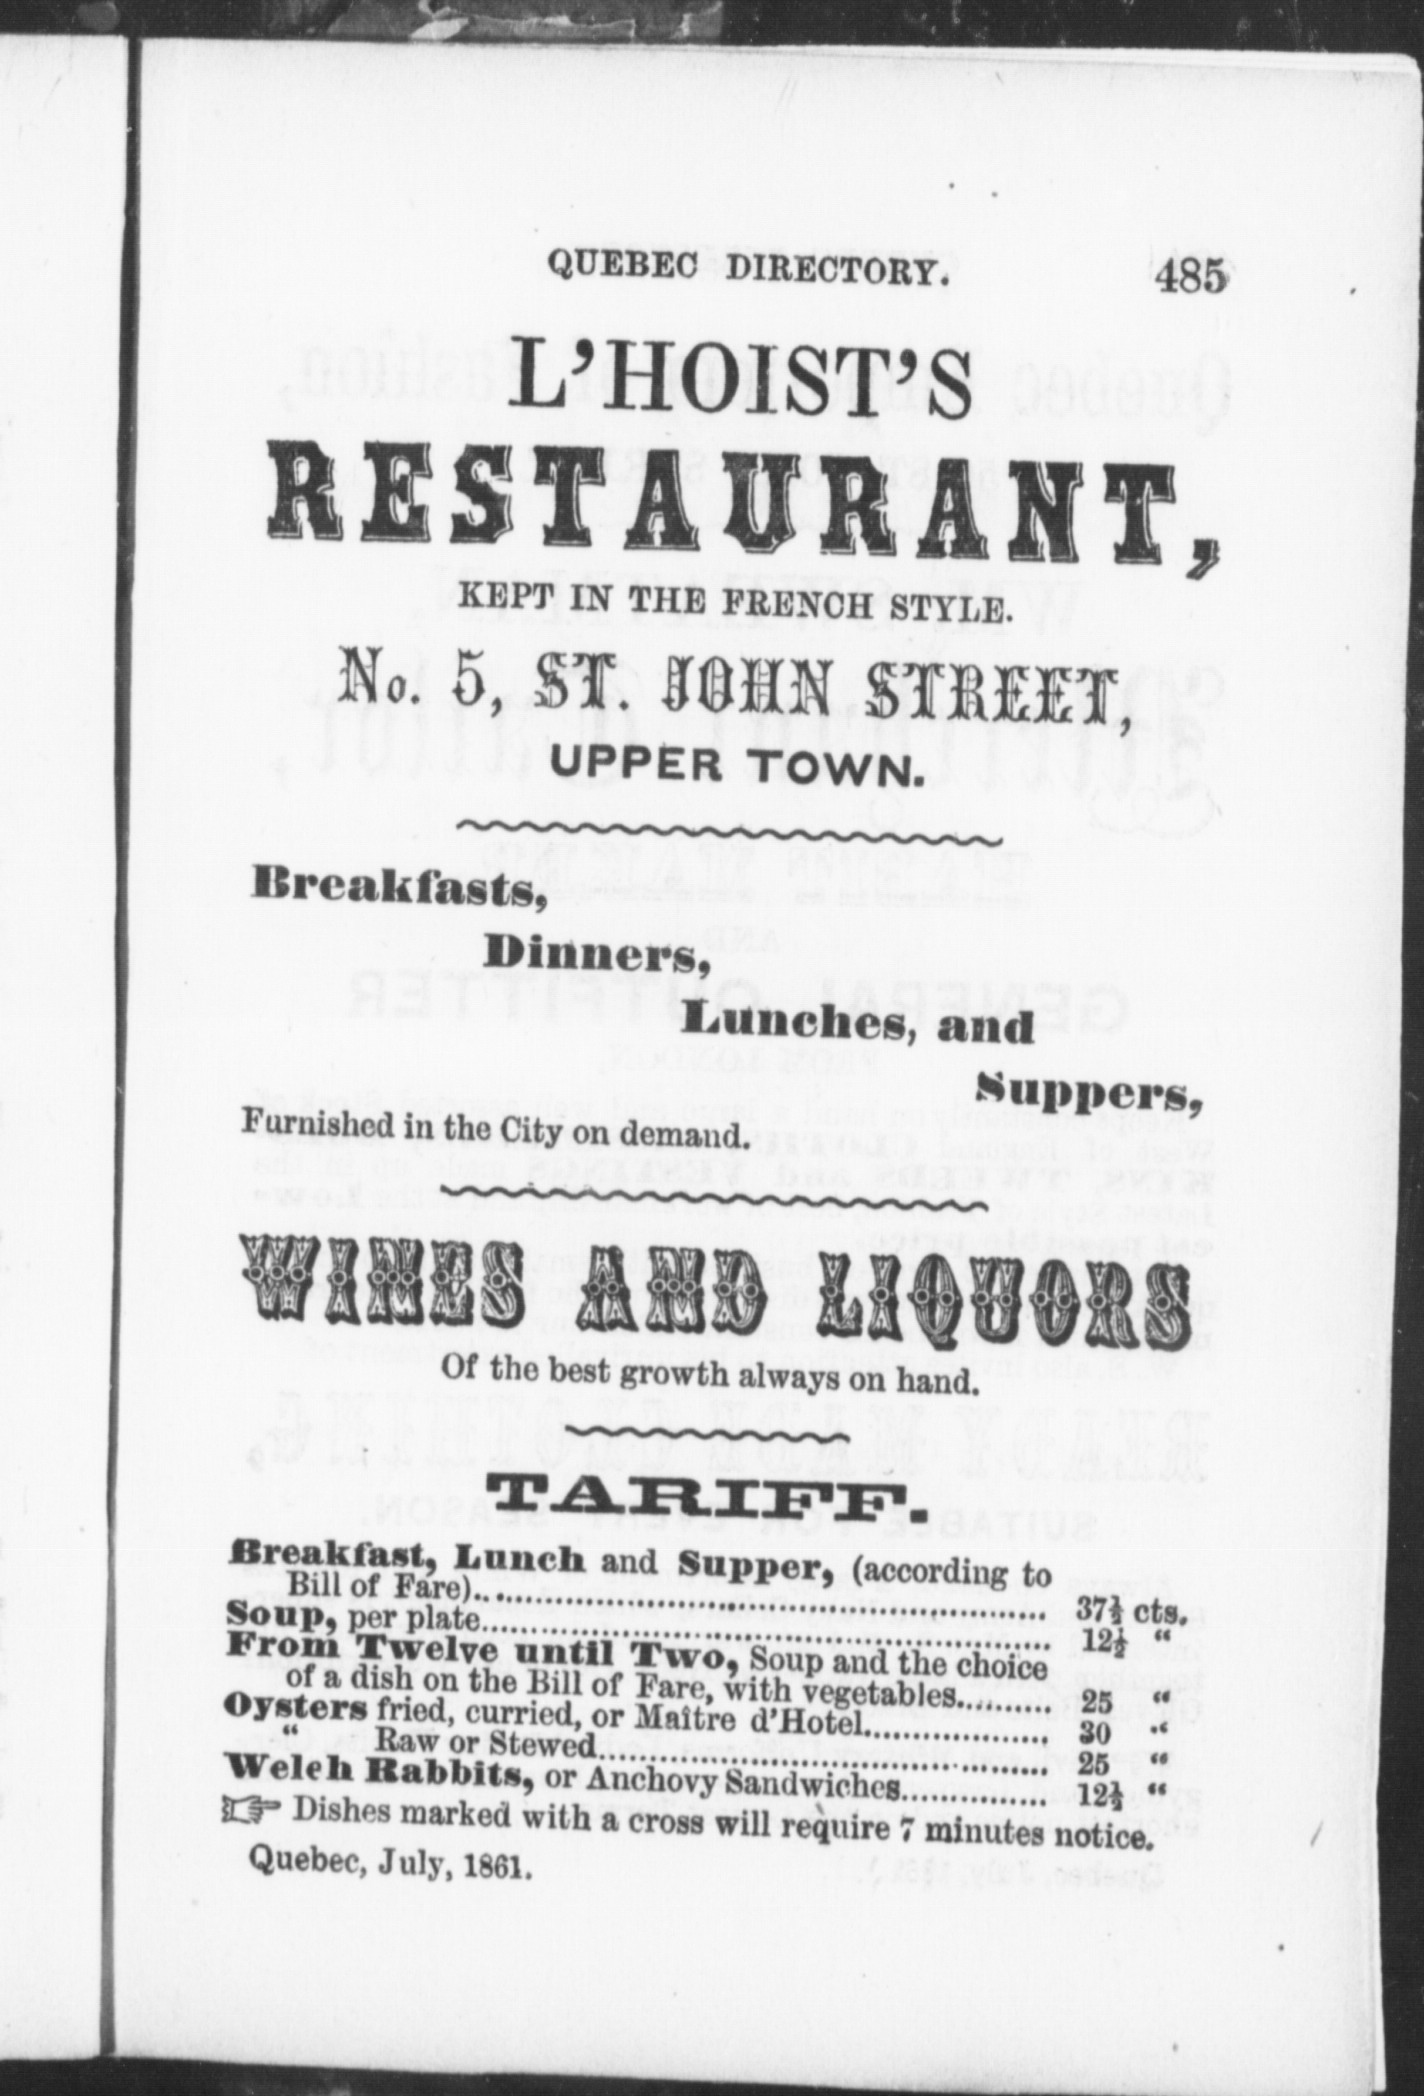 QUEBEC DIRECTORY. 485
L'HOIST'S
RESTAURANT,
KEPT IN THE FRENCH STYLE.
No. 5, ST. JOHN STREET,
UPPER TOWN.
Breakfasts,
Dinners,
Lunches, and
Suppers,
Furnished in the City on demand.
WINES AND LIQUORS
Of the best growth always on hand.
TARIFF.
Breakfast, Lunch and Supper, (according to
Bill of Fare)........ 37½ cts.
Soup, per plate........ 12½ "
From Twelve until Two, Soup and the choice
of a dish on the Bill of Fare, with vegetables........ 25 "
Oysters fried, curried, or Maître d'Hotel........ 30 "
" Raw or Stewed........ 25 "
Welch Rabbits, or Anchovy Sandwiches........ 12½ "
☞ Dishes marked with a cross will require 7 minutes notice.
Quebec, July, 1861.